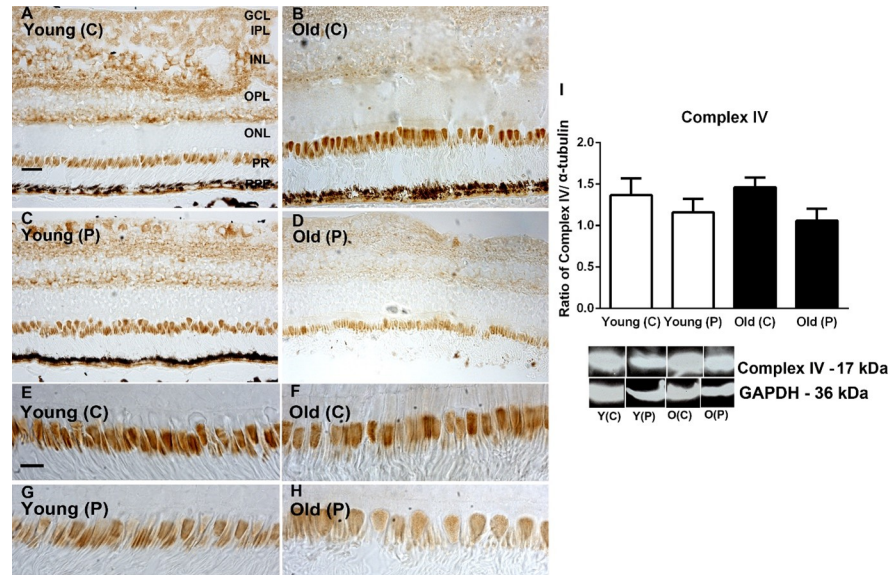 A
Young (C)
GCL
IPL
INL
OPL
ONL
PR
RPE
B
Old (C)
C
Young (P)
D
Old (P)
E
Young (C)
F
Old (C)
G
Young (P)
H
Old (P)
I
Complex IV
Ratio of Complex IV/ α-tubulin
2.0
1.5
1.0
0.5
0.0
Young (C) Young (P) Old (C) Old (P)
Complex IV - 17 kDa
GAPDH - 36 kDa
Y(C) Y(P) O(C) O(P)